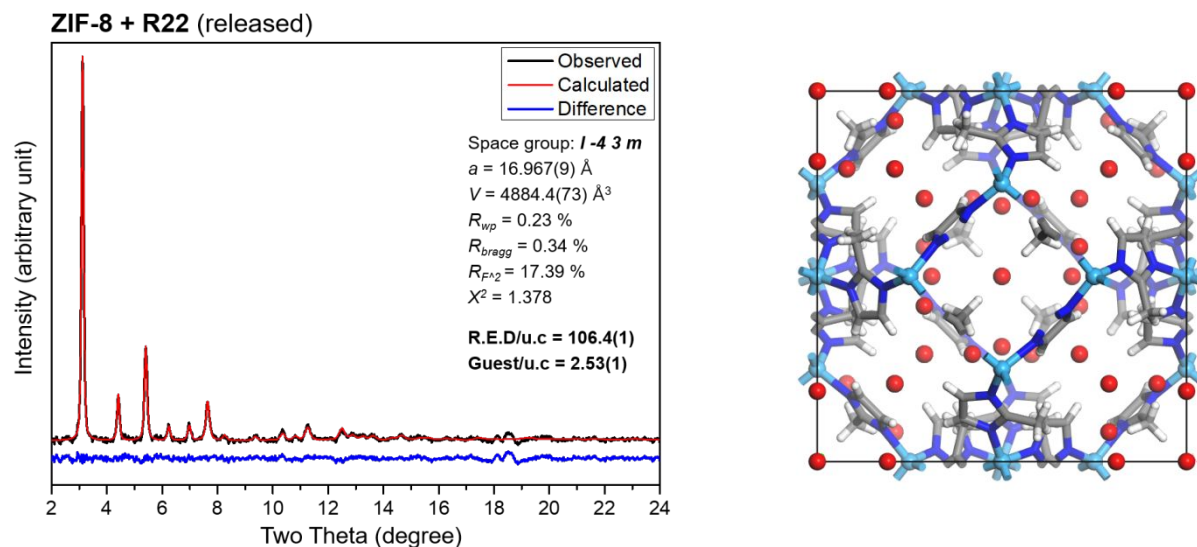 ZIF-8 + R22 (released)
Observed
Calculated
Difference
Space group: I -4 3 m
a = 16.967(9) Å
V = 4884.4(73) Å³
Rwp = 0.23 %
Rbragg = 0.34 %
RF^2 = 17.39 %
X² = 1.378
R.E.D/u.c = 106.4(1)
Guest/u.c = 2.53(1)
Intensity (arbitrary unit)
2 4 6 8 10 12 14 16 18 20 22 24
Two Theta (degree)